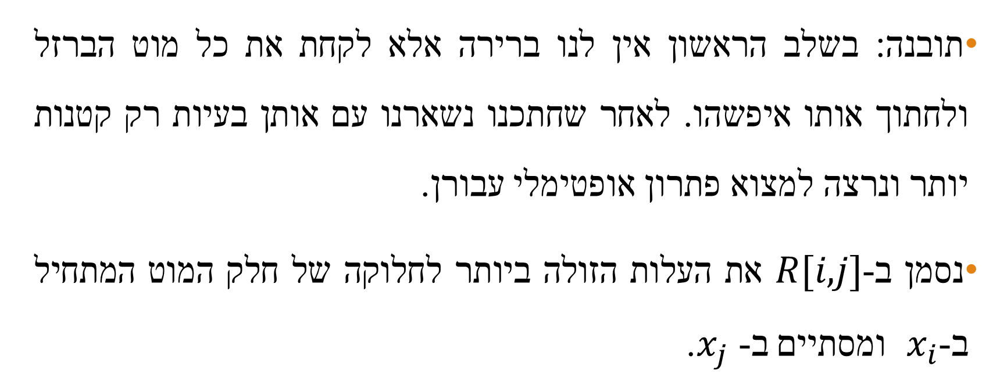 •תובנה: בשלב הראשון אין לנו ברירה אלא לקחת את כל מוט הברזל
ולחתוך אותו איפשהו. לאחר שחתכנו נשארנו עם אותן בעיות רק קטנות
יותר ונרצה למצוא פתרון אופטימלי עבורן.
•נסמן ב-R[i,j] את העלות הזולה ביותר לחלוקה של חלק המוט המתחיל
ב-xᵢ ומסתיים ב- xⱼ.